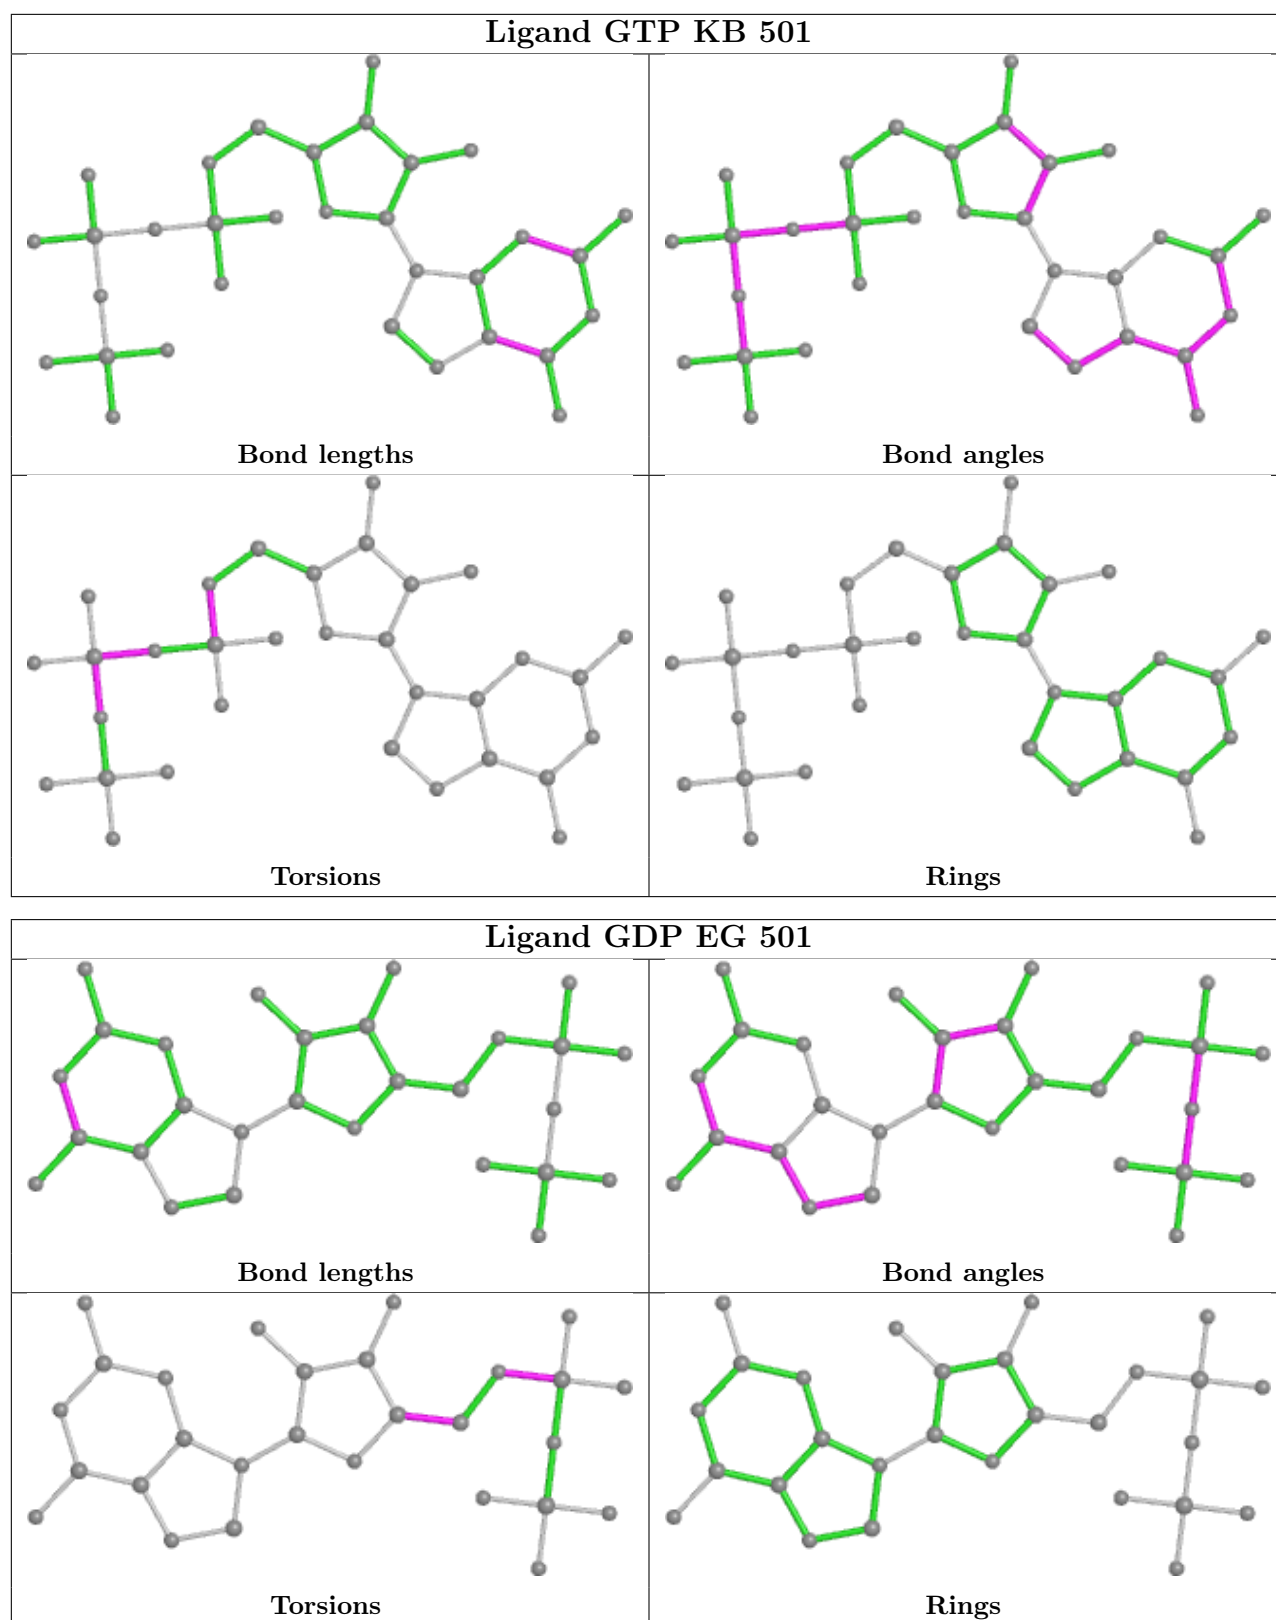 Ligand GTP KB 501
Bond lengths
Bond angles
Torsions
Rings
Ligand GDP EG 501
Bond lengths
Bond angles
Torsions
Rings